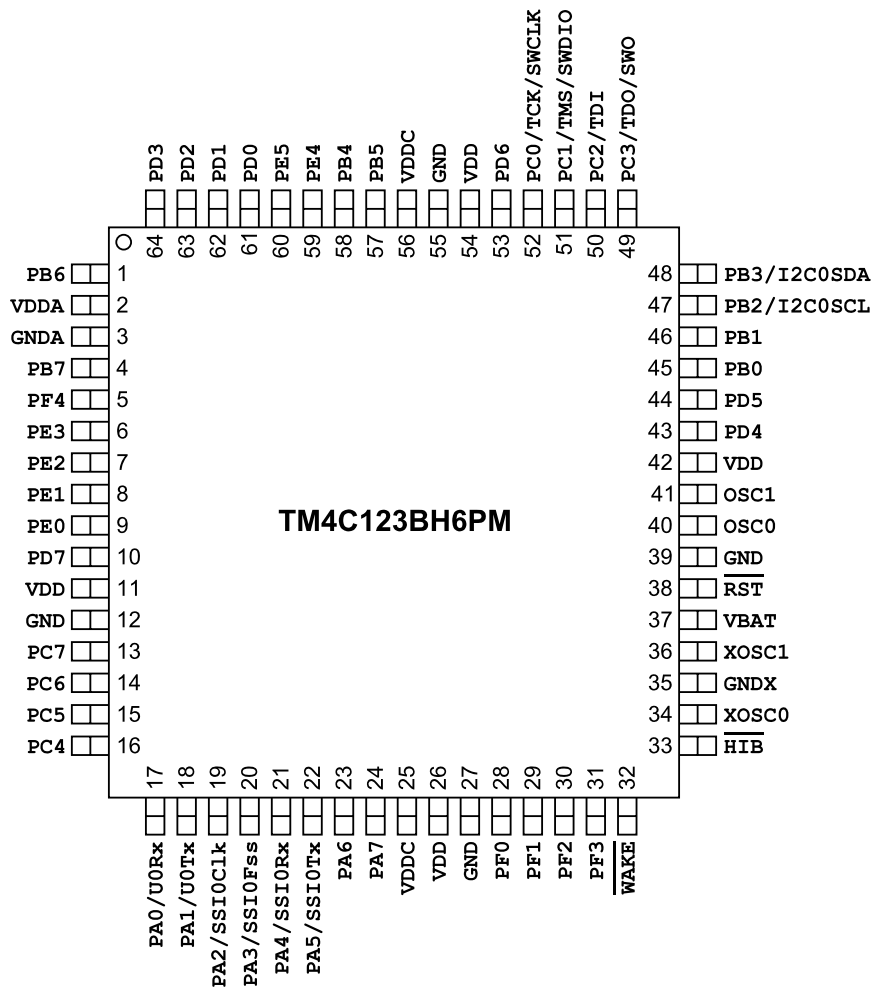 PC0/TCK/SWCLK
PC1/TMS/SWDIO
PC2/TDI
PC3/TDO/SWO
PD3
PD2
PD1
PD0
PE5
PE4
PB4
PB5
VDDC
GND
VDD
PD6
64 63 62 61 60 59 58 57 56 55 54 53 52 51 50 49
PB6 1 48 PB3/I2C0SDA
VDDA 2 47 PB2/I2C0SCL
GNDA 3 46 PB1
PB7 4 45 PB0
PF4 5 44 PD5
PE3 6 43 PD4
PE2 7 42 VDD
PE1 8 41 OSC1
TM4C123BH6PM
PE0 9 40 OSC0
PD7 10 39 GND
VDD 11 38 RST
GND 12 37 VBAT
PC7 13 36 XOSC1
PC6 14 35 GNDX
PC5 15 34 XOSC0
PC4 16 33 HIB
17 18 19 20 21 22 23 24 25 26 27 28 29 30 31 32
PA0/U0Rx
PA1/U0Tx
PA2/SSI0Clk
PA3/SSI0Fss
PA4/SSI0Rx
PA5/SSI0Tx
PA6
PA7
VDDC
VDD
GND
PF0
PF1
PF2
PF3
WAKE